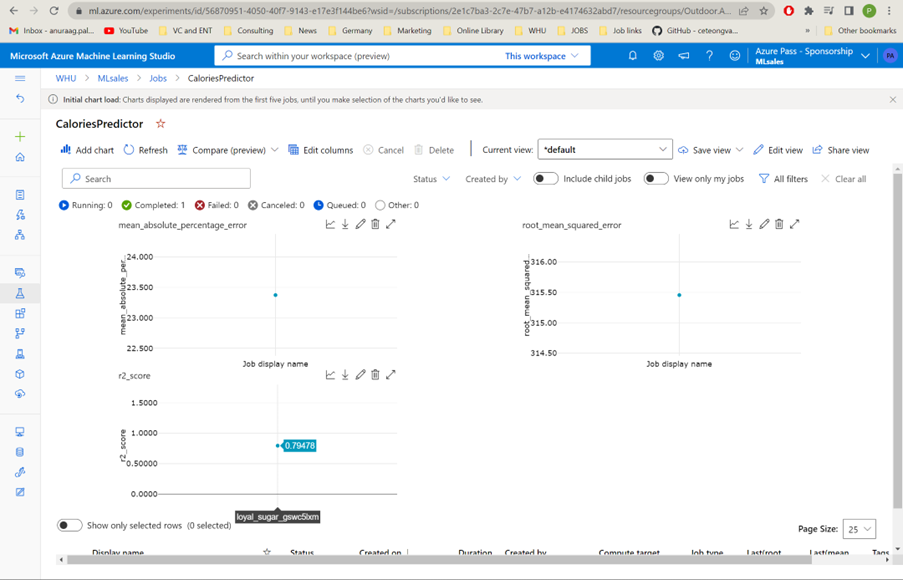 ml.azure.com/experiments/id/56870951-4050-40f7-9143-e17e3f144be6?wsid=/subscriptions/2e1c7ba3-2c7e-47b7-a12b-e4174632abd7/resourcegroups/Outdoor.A...
Inbox - anuraag.pal... YouTube VC and ENT Consulting News Germany Marketing Online Library WHU JOBS Job links GitHub - ceteongva... » Other bookmarks
Microsoft Azure Machine Learning Studio Search within your workspace (preview) This workspace Azure Pass - Sponsorship PA
MLsales
WHU > MLsales > Jobs > CaloriesPredictor
Initial chart load: Charts displayed are rendered from the first five jobs, until you make selection of the charts you'd like to see.
CaloriesPredictor
Add chart Refresh Compare (preview) Edit columns Cancel Delete Current view: *default Save view Edit view Share view
Search Status Created by Include child jobs View only my jobs All filters Clear all
Running: 0 Completed: 1 Failed: 0 Canceled: 0 Queued: 0 Other: 0
mean_absolute_percentage_error
mean_absolute_per...
24.000
23.500
23.000
22.500
Job display name
root_mean_squared_error
root_mean_squared...
316.00
315.50
315.00
314.50
Job display name
r2_score
r2_score
1.5000
1.0000
0.79478
0.50000
0.0000
loyal_sugar_gswc5lxm
Show only selected rows (0 selected) Page Size: 25
Display name Status Created on Duration Created by Compute target Job type Last(root Last(mean Tags